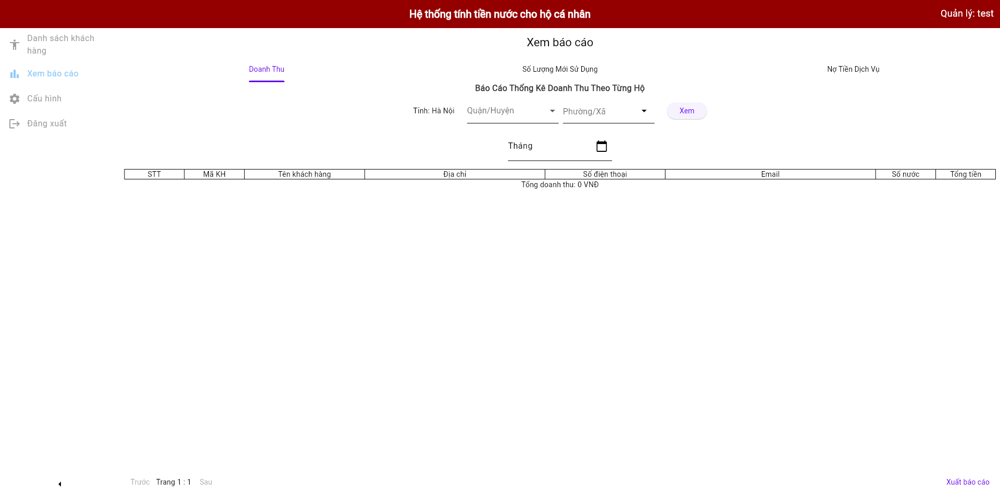 Hệ thống tính tiền nước cho hộ cá nhân
Quản lý: test
Danh sách khách
hàng
Xem báo cáo
Cấu hình
Đăng xuất
Xem báo cáo
Doanh Thu
Số Lượng Mới Sử Dụng
Nợ Tiền Dịch Vụ
Báo Cáo Thống Kê Doanh Thu Theo Từng Hộ
Tỉnh: Hà Nội
Quận/Huyện
Phường/Xã
Xem
Tháng
STT
Mã KH
Tên khách hàng
Địa chỉ
Số điện thoại
Email
Số nước
Tổng tiền
Tổng doanh thu: 0 VNĐ
Trước
Trang 1 : 1
Sau
Xuất báo cáo